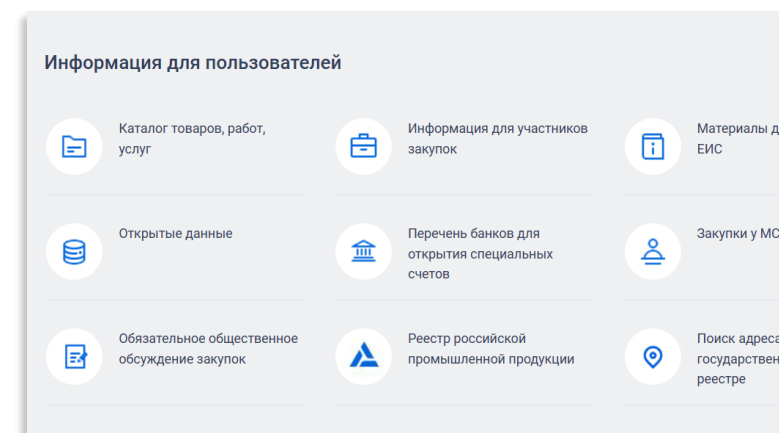 Информация для пользователей
Каталог товаров, работ,
услуг
Информация для участников
закупок
Материалы д
ЕИС
Открытые данные
Перечень банков для
открытия специальных
счетов
Закупки у МС
Обязательное общественное
обсуждение закупок
Реестр российской
промышленной продукции
Поиск адреса
государствен
реестре